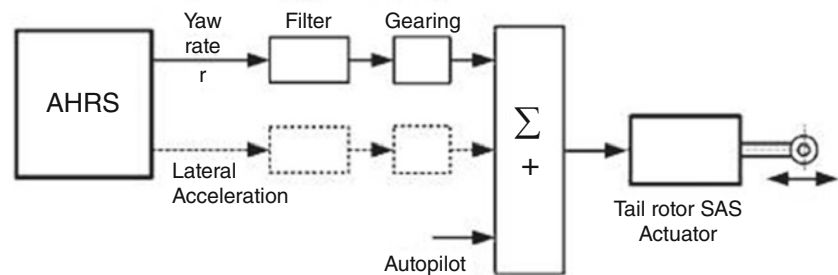 Yaw
rate
r
Filter
Gearing
AHRS
Lateral
Acceleration
Σ
+
Autopilot
Tail rotor SAS
Actuator